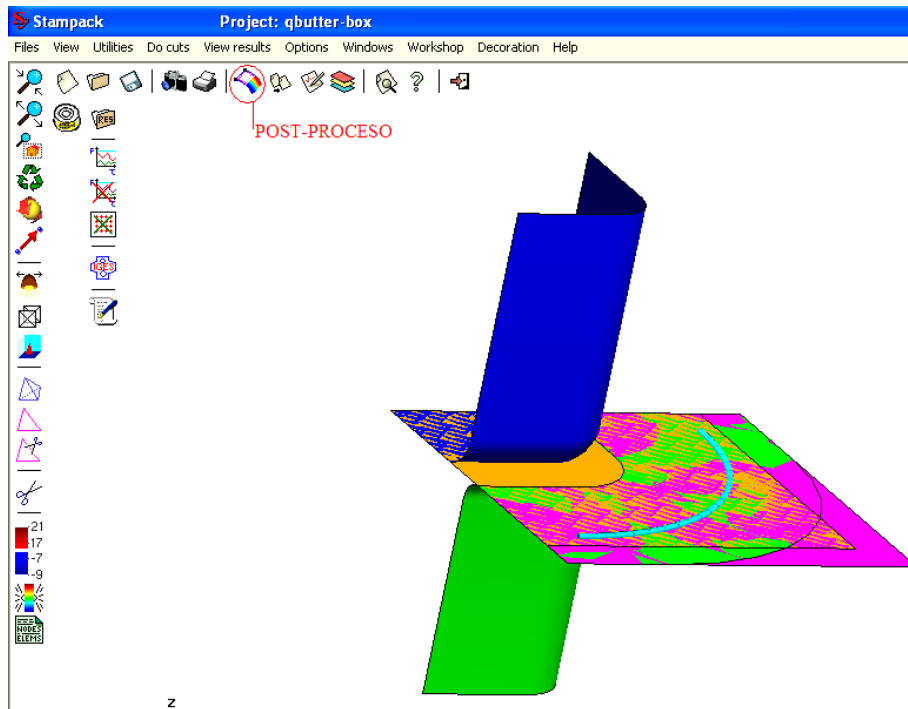 Stampack Project: qbutter-box
Files View Utilities Do cuts View results Options Windows Workshop Decoration Help
POST-PROCESO
RES
IGES
21
17
-7
-9
NODES
ELEMS
z